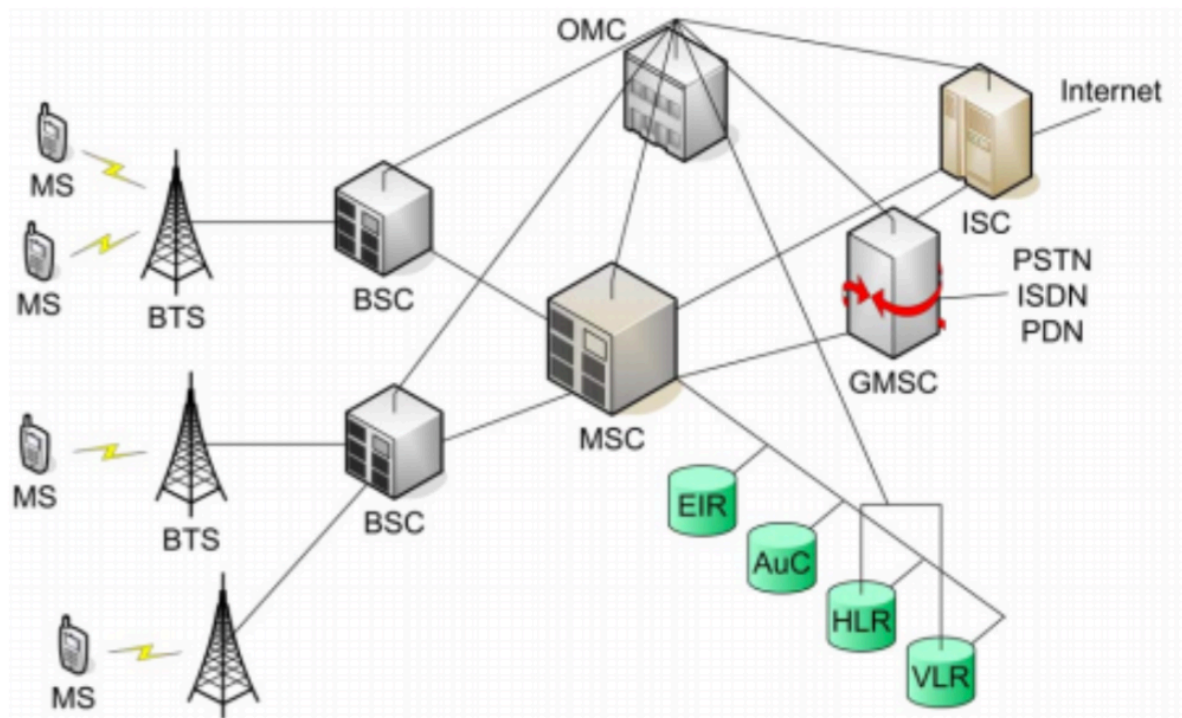 OMC
Internet
MS
ISC
MS
BTS
BSC
PSTN
ISDN
PDN
GMSC
MSC
MS
BTS
BSC
EIR
AuC
HLR
VLR
MS